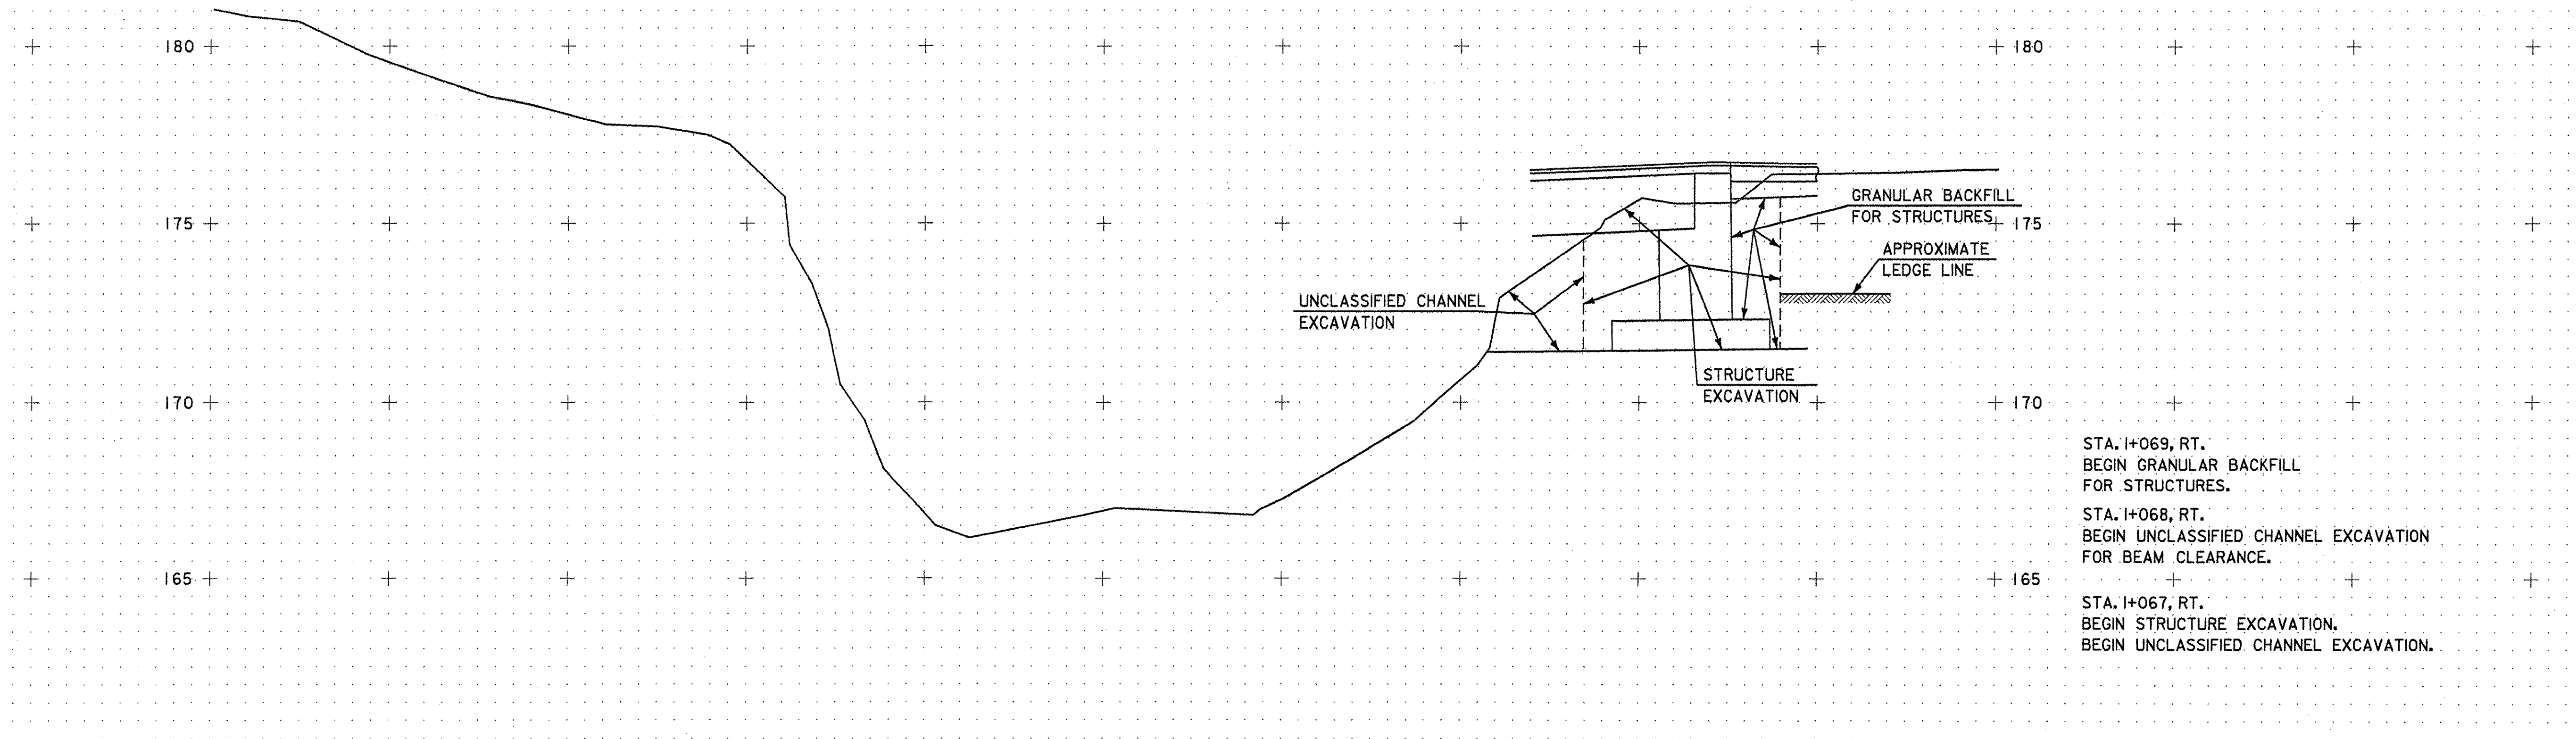 180
180
175
GRANULAR BACKFILL
FOR STRUCTURES
175
APPROXIMATE
LEDGE LINE
UNCLASSIFIED CHANNEL
EXCAVATION
STRUCTURE
EXCAVATION
170
170
STA. 1+069, RT.
BEGIN GRANULAR BACKFILL
FOR STRUCTURES.
STA. 1+068, RT.
BEGIN UNCLASSIFIED CHANNEL EXCAVATION
FOR BEAM CLEARANCE.
165
165
STA. 1+067, RT.
BEGIN STRUCTURE EXCAVATION.
BEGIN UNCLASSIFIED CHANNEL EXCAVATION.